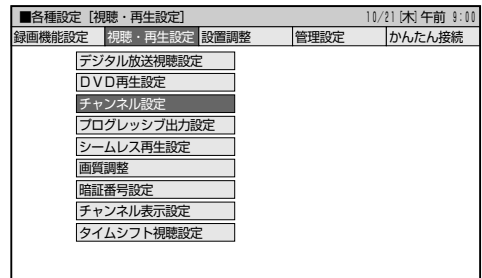 ■各種設定［視聴・再生設定］ 10/21［木］午前 9:00
録画機能設定 視聴・再生設定 設置調整 管理設定 かんたん接続
デジタル放送視聴設定
ＤＶＤ再生設定
チャンネル設定
プログレッシブ出力設定
シームレス再生設定
画質調整
暗証番号設定
チャンネル表示設定
タイムシフト視聴設定